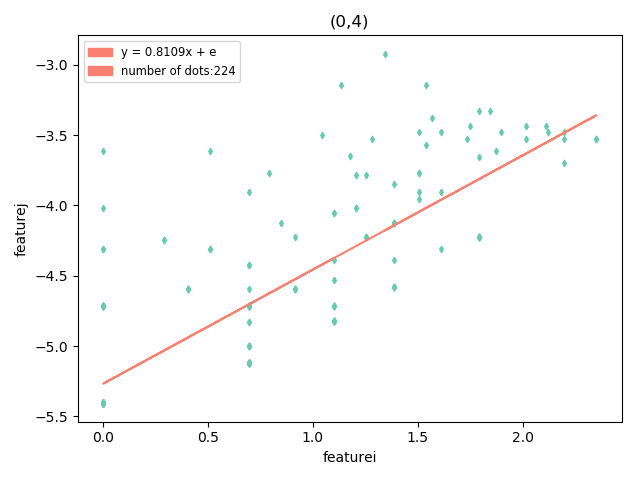 (0,4)
y = 0.8109x + e
number of dots:224
−3.0
−3.5
−4.0
−4.5
−5.0
−5.5
featurej
0.0 0.5 1.0 1.5 2.0
featurei